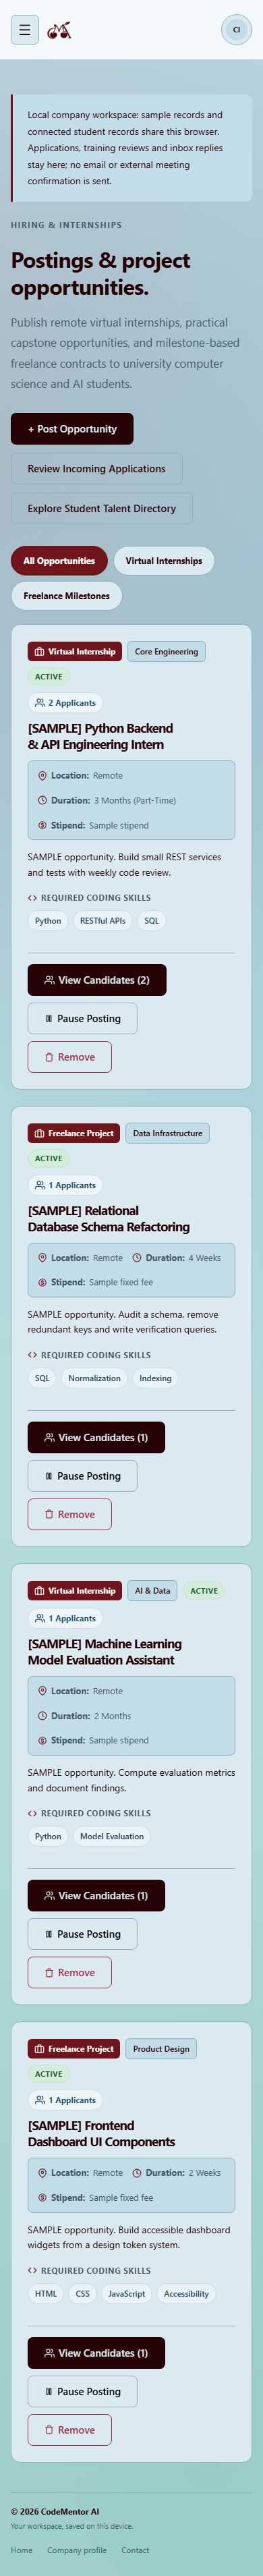 CI
Local company workspace: sample records and
connected student records share this browser.
Applications, training reviews and inbox replies
stay here; no email or external meeting
confirmation is sent.
HIRING & INTERNSHIPS
Postings & project
opportunities.
Publish remote virtual internships, practical
capstone opportunities, and milestone-based
freelance contracts to university computer
science and AI students.
+ Post Opportunity
Review Incoming Applications
Explore Student Talent Directory
All Opportunities
Virtual Internships
Freelance Milestones
Virtual Internship
Core Engineering
ACTIVE
2 Applicants
[SAMPLE] Python Backend
& API Engineering Intern
Location: Remote
Duration: 3 Months (Part-Time)
Stipend: Sample stipend
SAMPLE opportunity. Build small REST services
and tests with weekly code review.
REQUIRED CODING SKILLS
Python RESTful APIs SQL
View Candidates (2)
Pause Posting
Remove
Freelance Project
Data Infrastructure
ACTIVE
1 Applicants
[SAMPLE] Relational
Database Schema Refactoring
Location: Remote Duration: 4 Weeks
Stipend: Sample fixed fee
SAMPLE opportunity. Audit a schema, remove
redundant keys and write verification queries.
REQUIRED CODING SKILLS
SQL Normalization Indexing
View Candidates (1)
Pause Posting
Remove
Virtual Internship AI & Data ACTIVE
1 Applicants
[SAMPLE] Machine Learning
Model Evaluation Assistant
Location: Remote
Duration: 2 Months
Stipend: Sample stipend
SAMPLE opportunity. Compute evaluation metrics
and document findings.
REQUIRED CODING SKILLS
Python Model Evaluation
View Candidates (1)
Pause Posting
Remove
Freelance Project Product Design
ACTIVE
1 Applicants
[SAMPLE] Frontend
Dashboard UI Components
Location: Remote Duration: 2 Weeks
Stipend: Sample fixed fee
SAMPLE opportunity. Build accessible dashboard
widgets from a design token system.
REQUIRED CODING SKILLS
HTML CSS JavaScript Accessibility
View Candidates (1)
Pause Posting
Remove
© 2026 CodeMentor AI
Your workspace, saved on this device.
Home Company profile Contact